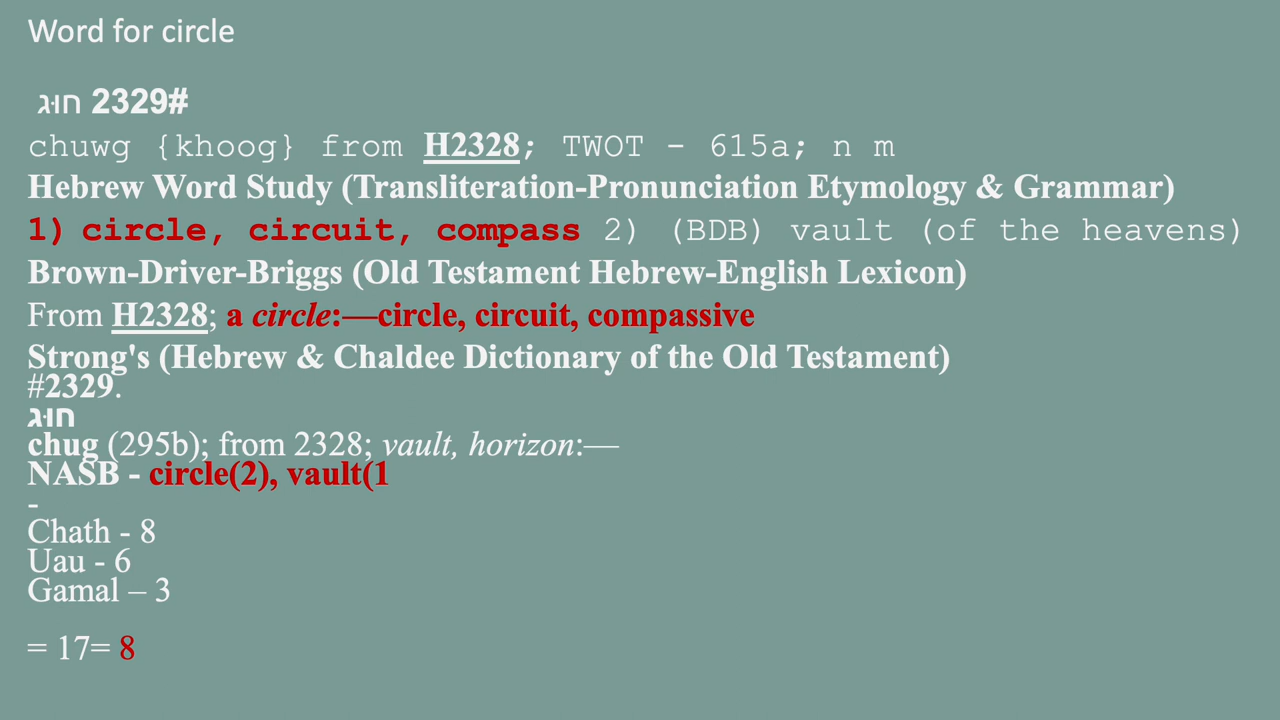 Word for circle
חוּג 2329#
chuwg {khoog} from H2328; TWOT - 615a; n m
Hebrew Word Study (Transliteration-Pronunciation Etymology & Grammar)
1) circle, circuit, compass 2) (BDB) vault (of the heavens)
Brown-Driver-Briggs (Old Testament Hebrew-English Lexicon)
From H2328; a circle:—circle, circuit, compassive
Strong's (Hebrew & Chaldee Dictionary of the Old Testament)
#2329.
חוּג
chug (295b); from 2328; vault, horizon:—
NASB - circle(2), vault(1
-
Chath - 8
Uau - 6
Gamal – 3
= 17= 8